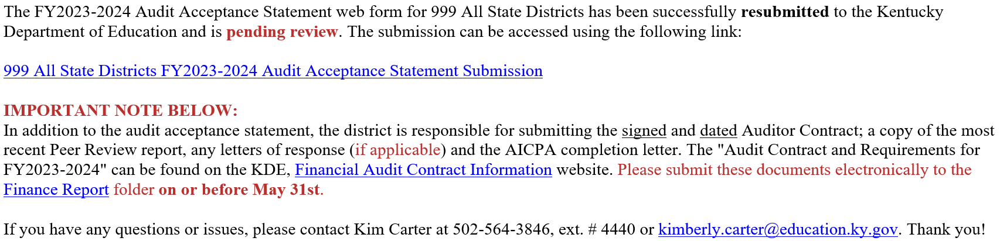 The FY2023-2024 Audit Acceptance Statement web form for 999 All State Districts has been successfully resubmitted to the Kentucky
Department of Education and is pending review. The submission can be accessed using the following link:
999 All State Districts FY2023-2024 Audit Acceptance Statement Submission
IMPORTANT NOTE BELOW:
In addition to the audit acceptance statement, the district is responsible for submitting the signed and dated Auditor Contract; a copy of the most
recent Peer Review report, any letters of response (if applicable) and the AICPA completion letter. The "Audit Contract and Requirements for
FY2023-2024" can be found on the KDE, Financial Audit Contract Information website. Please submit these documents electronically to the
Finance Report folder on or before May 31st.
If you have any questions or issues, please contact Kim Carter at 502-564-3846, ext. # 4440 or kimberly.carter@education.ky.gov. Thank you!